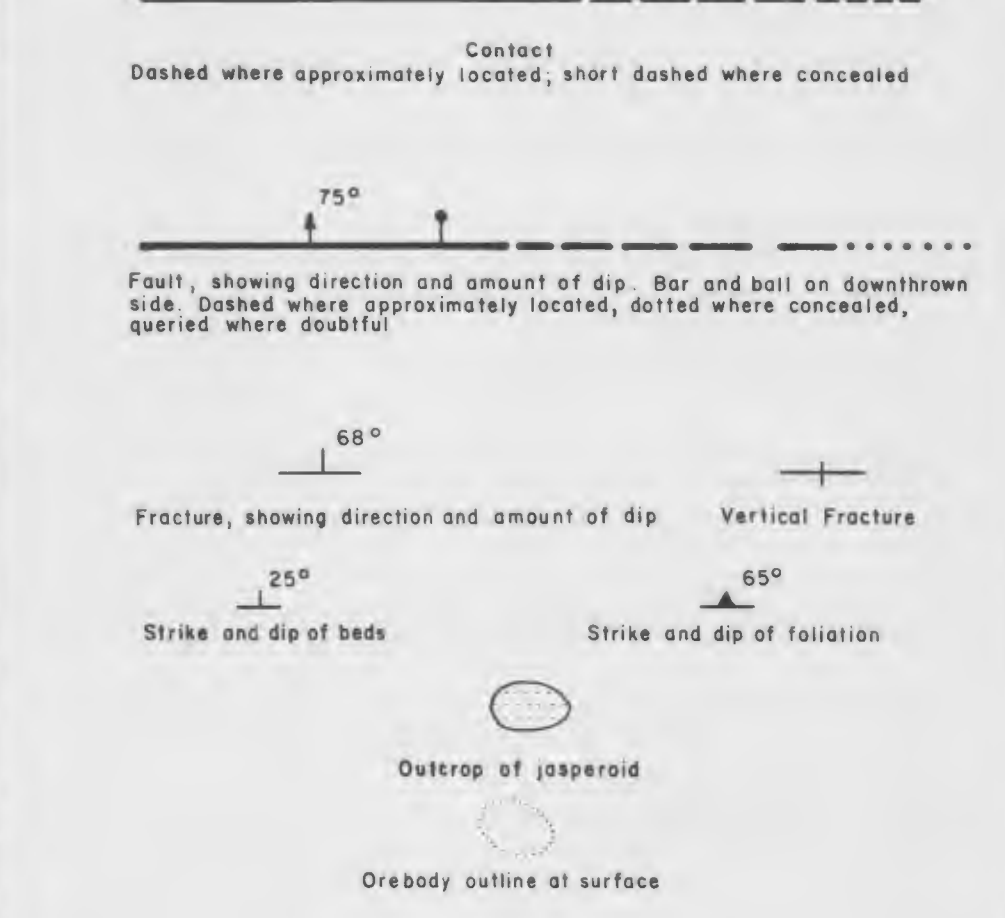 Contact
Dashed where approximately located; short dashed where concealed
75°
Fault, showing direction and amount of dip. Bar and ball on downthrown
side. Dashed where approximately located, dotted where concealed,
queried where doubtful
68°
Fracture, showing direction and amount of dip
Vertical Fracture
25°
65°
Strike and dip of beds
Strike and dip of foliation
Outcrop of jasperoid
Orebody outline at surface